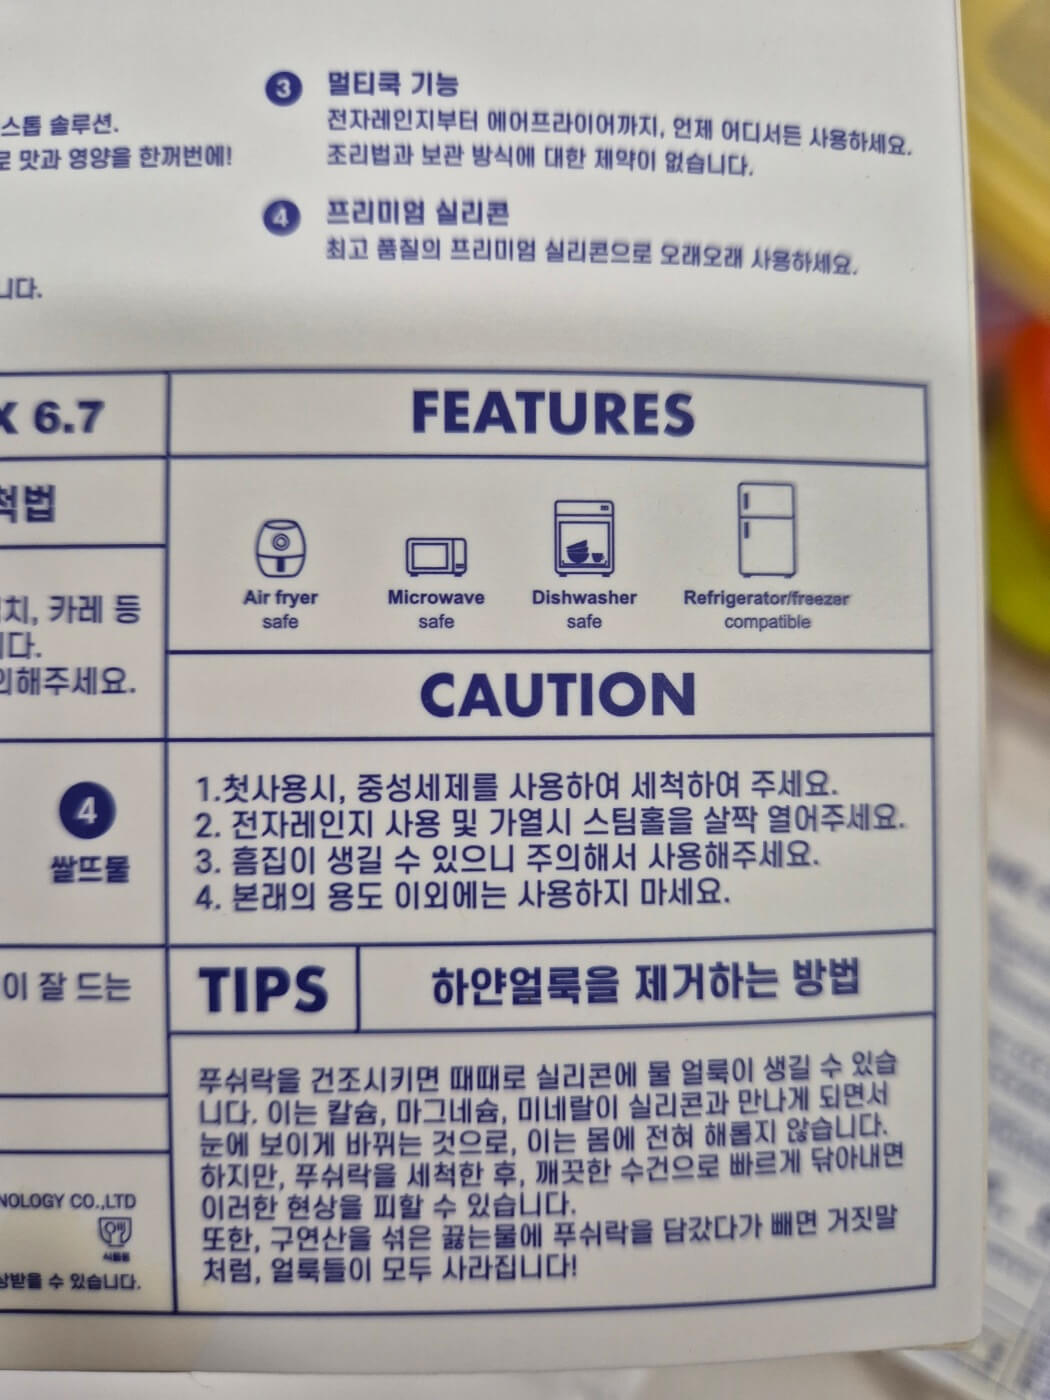 스톱 솔루션.
로 맛과 영양을 한꺼번에!
니다.
3 멀티쿡 기능
전자레인지부터 에어프라이어까지, 언제 어디서든 사용하세요.
조리법과 보관 방식에 대한 제약이 없습니다.
4 프리미엄 실리콘
최고 품질의 프리미엄 실리콘으로 오래오래 사용하세요.
X 6.7
척법
치, 카레 등
니다.
의해주세요.
4
쌀뜨물
이 잘 드는
NOLOGY CO.,LTD
식품용
상받을 수 있습니다.
FEATURES
Air fryer
safe
Microwave
safe
Dishwasher
safe
Refrigerator/freezer
compatible
CAUTION
1.첫사용시, 중성세제를 사용하여 세척하여 주세요.
2. 전자레인지 사용 및 가열시 스팀홀을 살짝 열어주세요.
3. 흠집이 생길 수 있으니 주의해서 사용해주세요.
4. 본래의 용도 이외에는 사용하지 마세요.
TIPS 하얀얼룩을 제거하는 방법
푸쉬락을 건조시키면 때때로 실리콘에 물 얼룩이 생길 수 있습
니다. 이는 칼슘, 마그네슘, 미네랄이 실리콘과 만나게 되면서
눈에 보이게 바뀌는 것으로, 이는 몸에 전혀 해롭지 않습니다.
하지만, 푸쉬락을 세척한 후, 깨끗한 수건으로 빠르게 닦아내면
이러한 현상을 피할 수 있습니다.
또한, 구연산을 섞은 끓는물에 푸쉬락을 담갔다가 빼면 거짓말
처럼, 얼룩들이 모두 사라집니다!